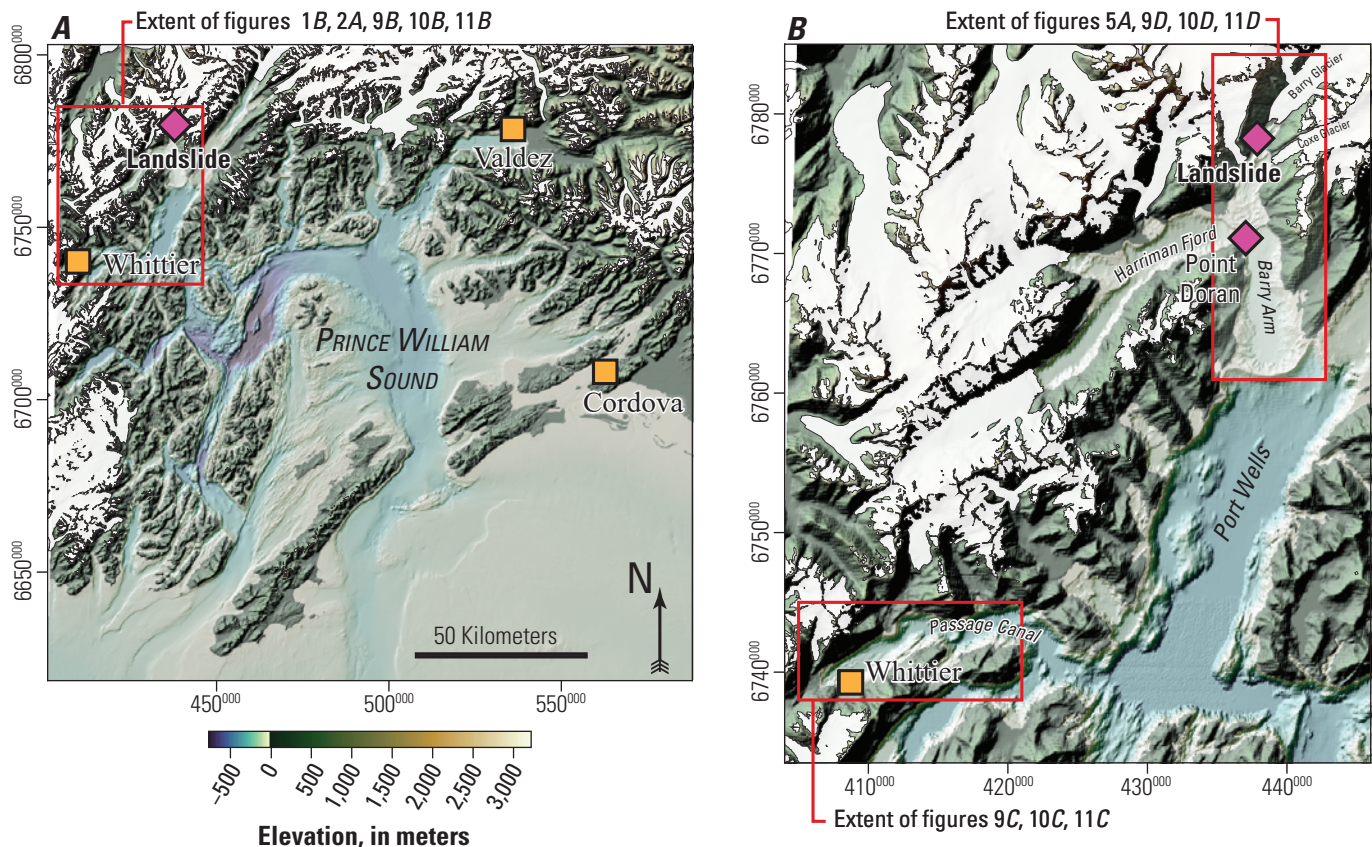 A
Extent of figures 1B, 2A, 9B, 10B, 11B
6800000
6750000
6700000
6650000
Landslide
Whittier
Valdez
PRINCE WILLIAM
SOUND
Cordova
N
50 Kilometers
450000
500000
550000
–500
0
500
1,000
1,500
2,000
2,500
3,000
Elevation, in meters
B
Extent of figures 5A, 9D, 10D, 11D
6780000
6770000
6760000
6750000
6740000
Barry Glacier
Coxe Glacier
Landslide
Harriman Fjord
Point
Doran
Barry Arm
Port Wells
Passage Canal
Whittier
410000
420000
430000
440000
Extent of figures 9C, 10C, 11C